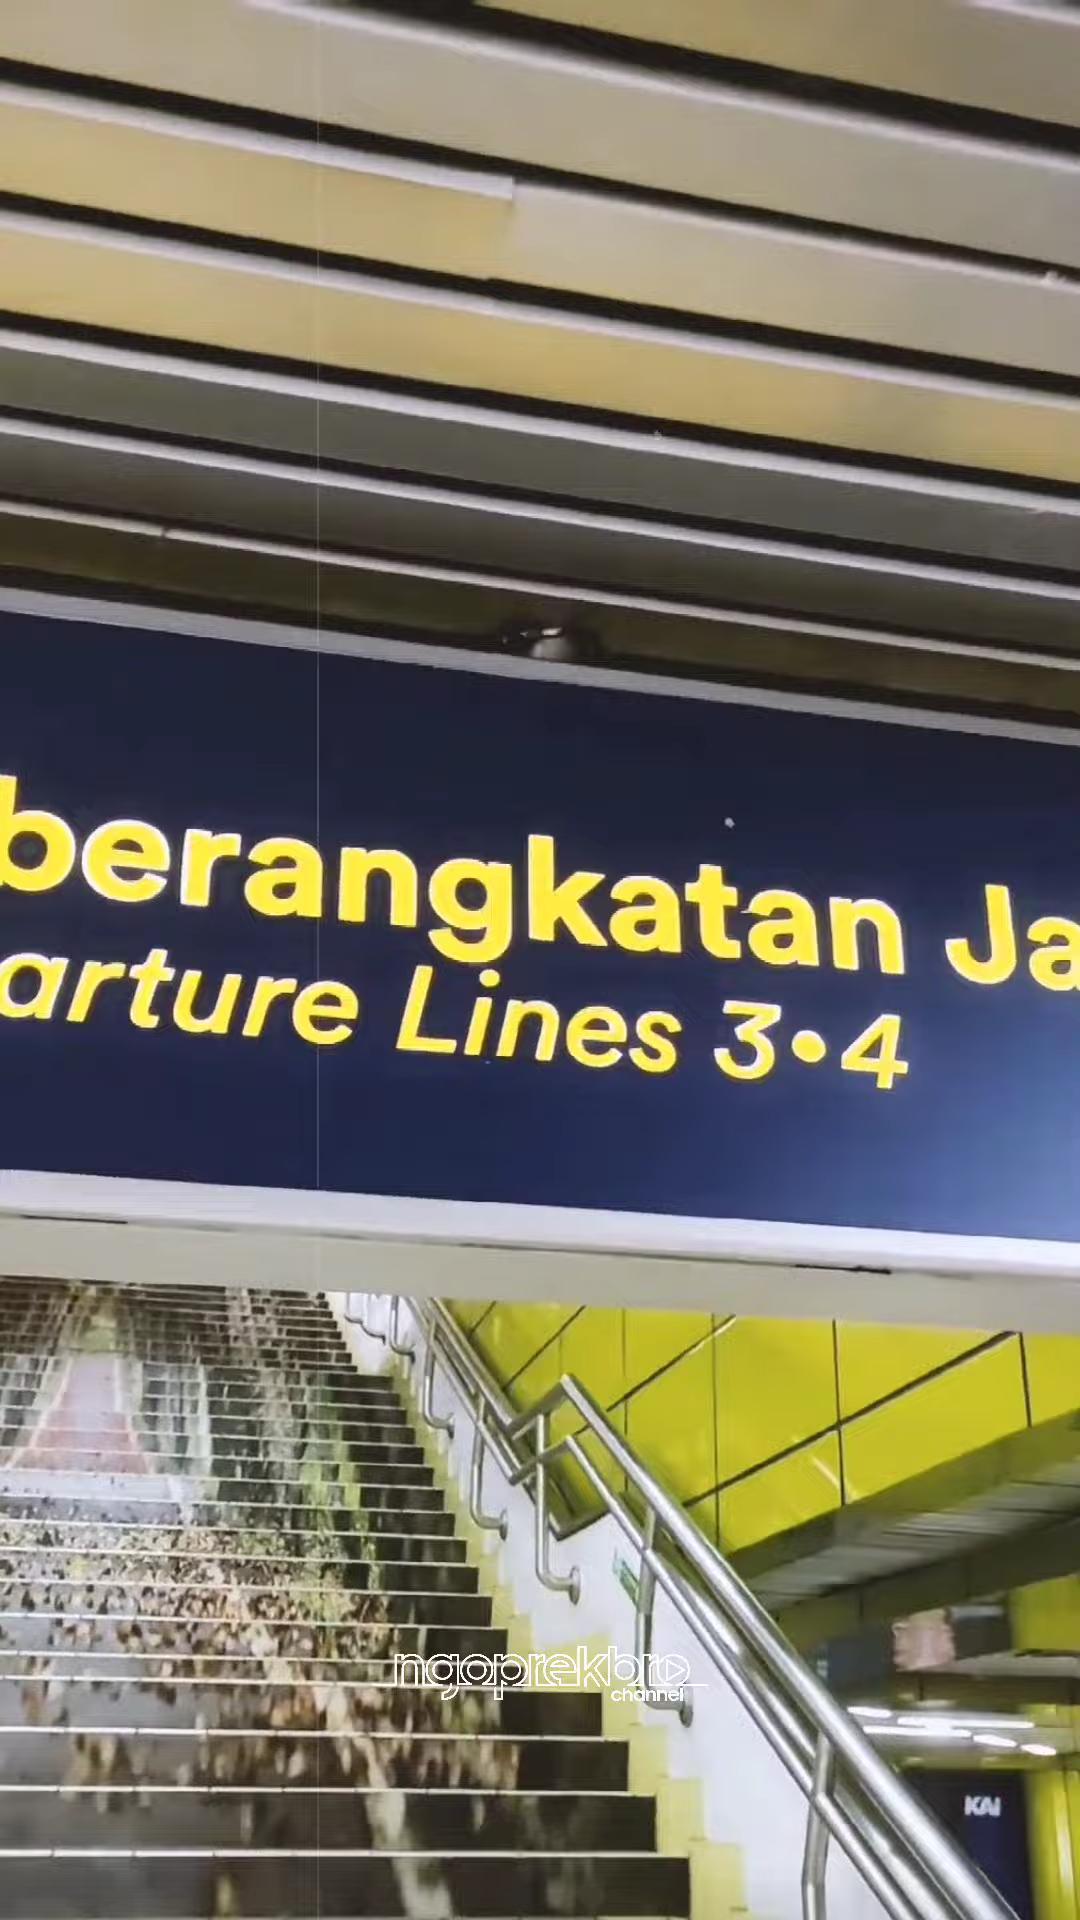 berangkatan Ja
arture Lines 3•4
ngoprekbro
channel
KAI